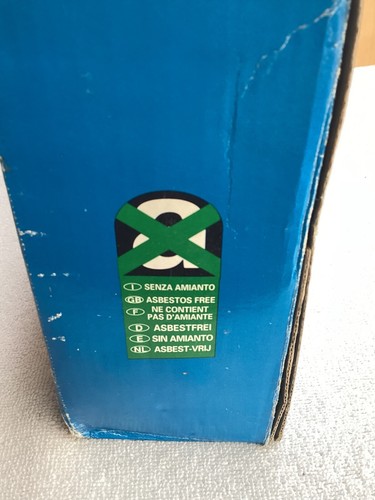 a
I SENZA AMIANTO
GB ASBESTOS FREE
F NE CONTIENT
PAS D'AMIANTE
D ASBESTFREI
E SIN AMIANTO
NL ASBEST-VRIJ